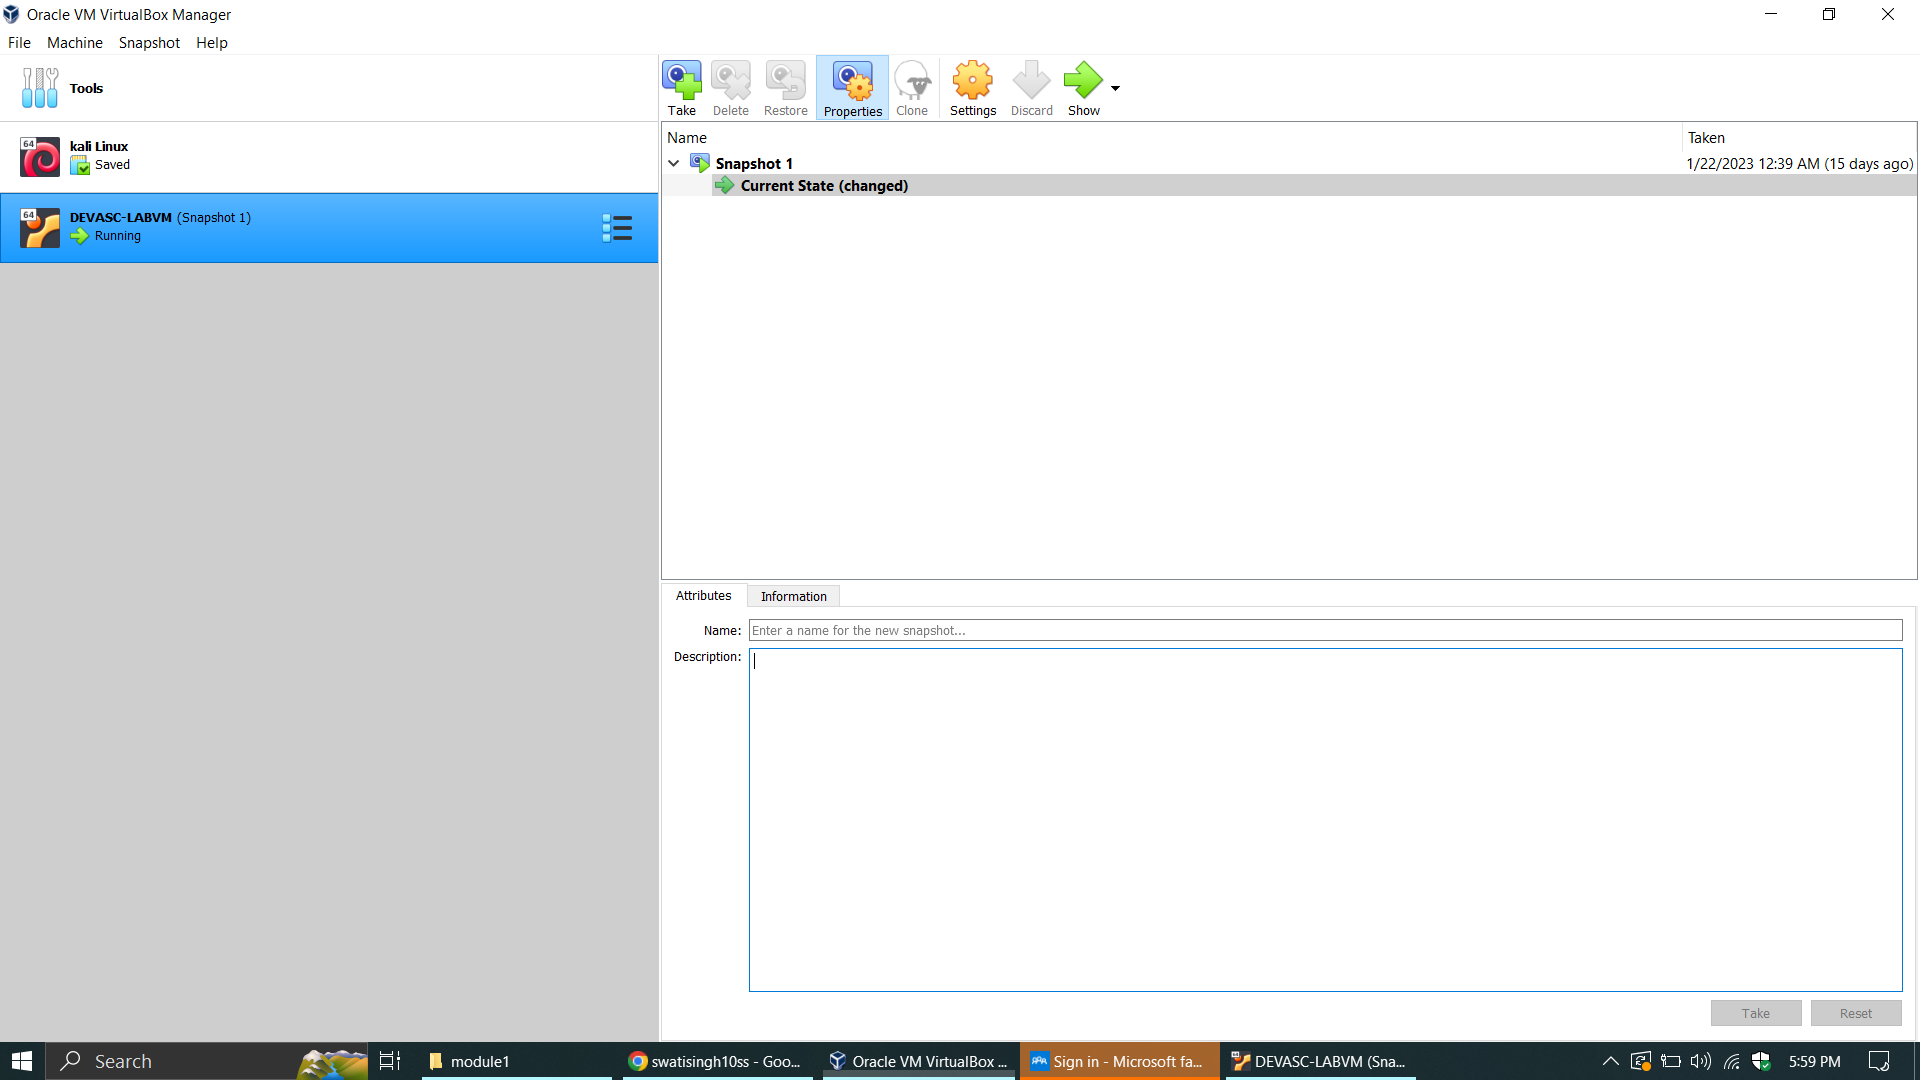 Oracle VM VirtualBox Manager
File Machine Snapshot Help
Tools
64
kali Linux
Saved
64
DEVASC-LABVM (Snapshot 1)
Running
Take Delete Restore Properties Clone Settings Discard Show
Name Taken
Snapshot 1 1/22/2023 12:39 AM (15 days ago)
Current State (changed)
Attributes Information
Name: Enter a name for the new snapshot...
Description:
Take Reset
Search module1 swatisingh10ss - Goo... Oracle VM VirtualBox ... Sign in - Microsoft fa... DEVASC-LABVM (Sna... 5:59 PM